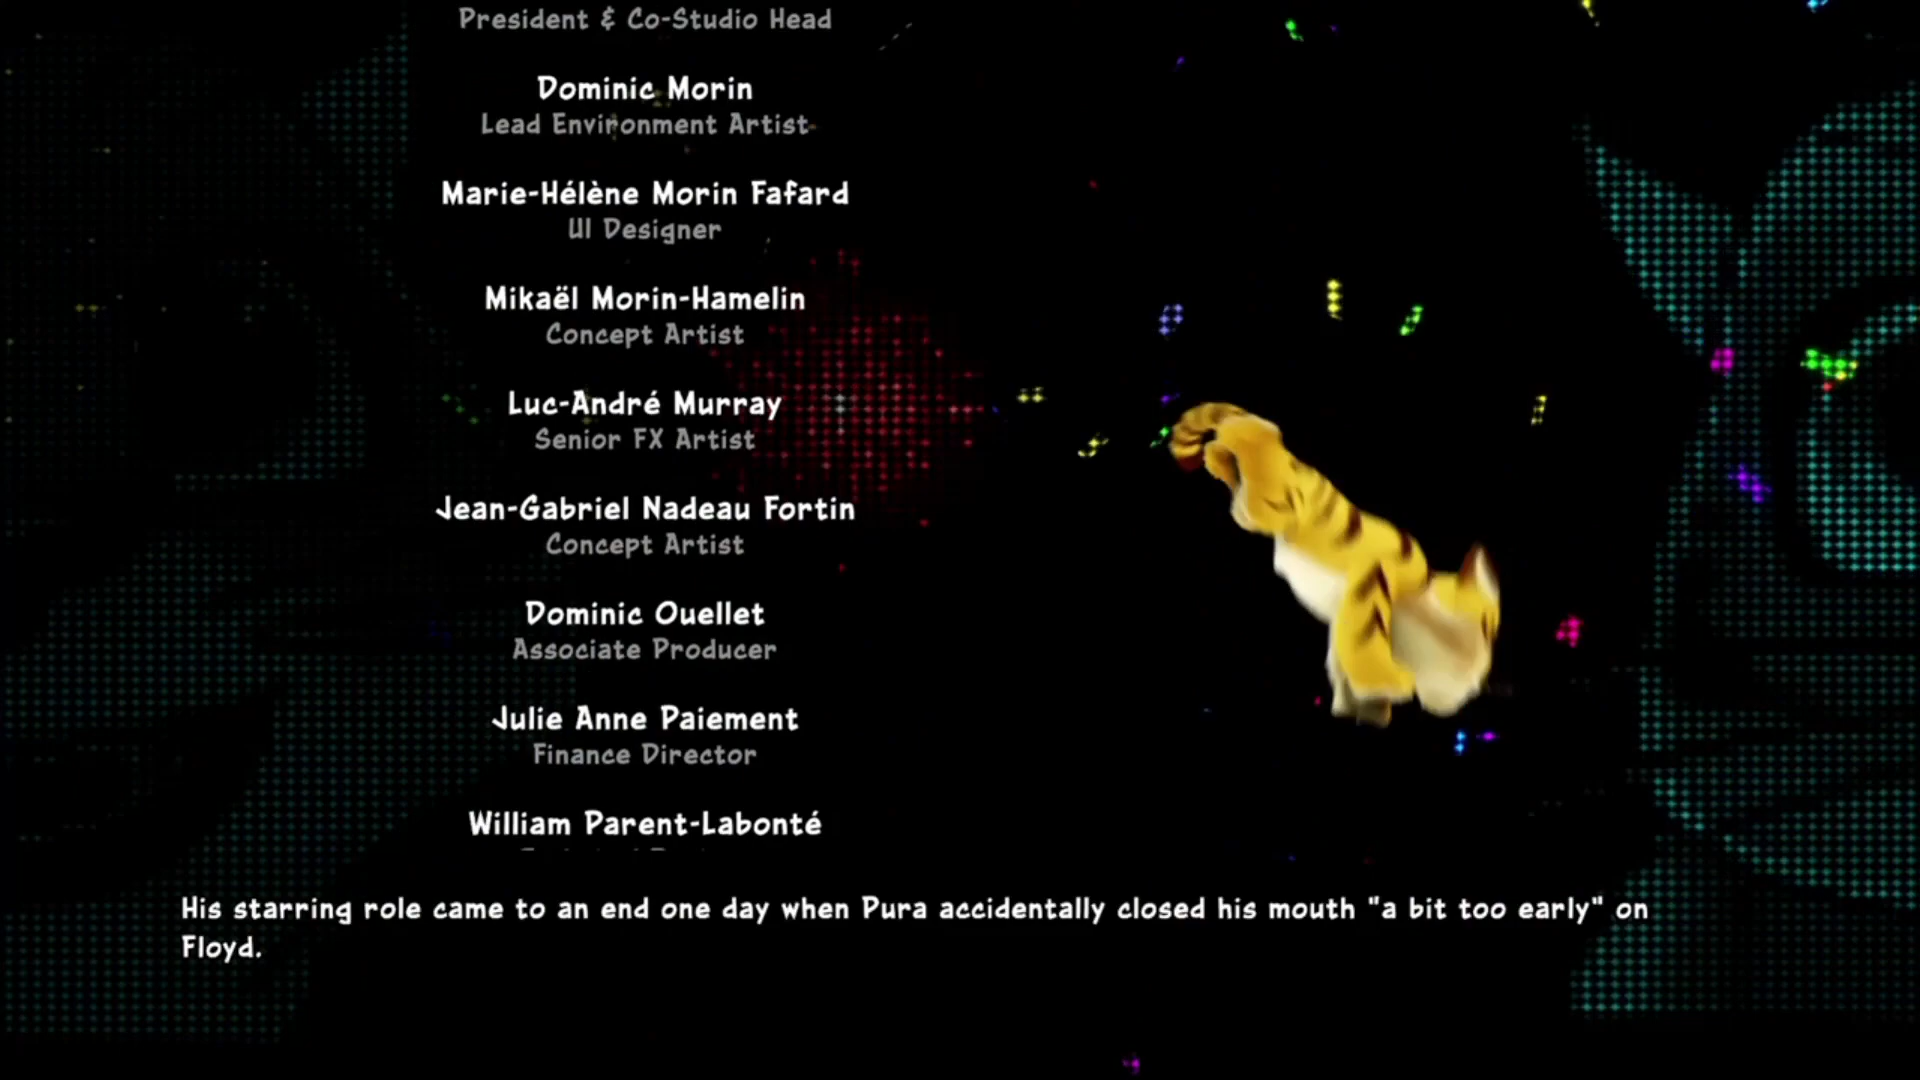 President & Co-Studio Head
Dominic Morin
Lead Environment Artist
Marie-Hélène Morin Fafard
UI Designer
Mikaël Morin-Hamelin
Concept Artist
Luc-André Murray
Senior FX Artist
Jean-Gabriel Nadeau Fortin
Concept Artist
Dominic Ouellet
Associate Producer
Julie Anne Paiement
Finance Director
William Parent-Labonté
His starring role came to an end one day when Pura accidentally closed his mouth "a bit too early" on
Floyd.